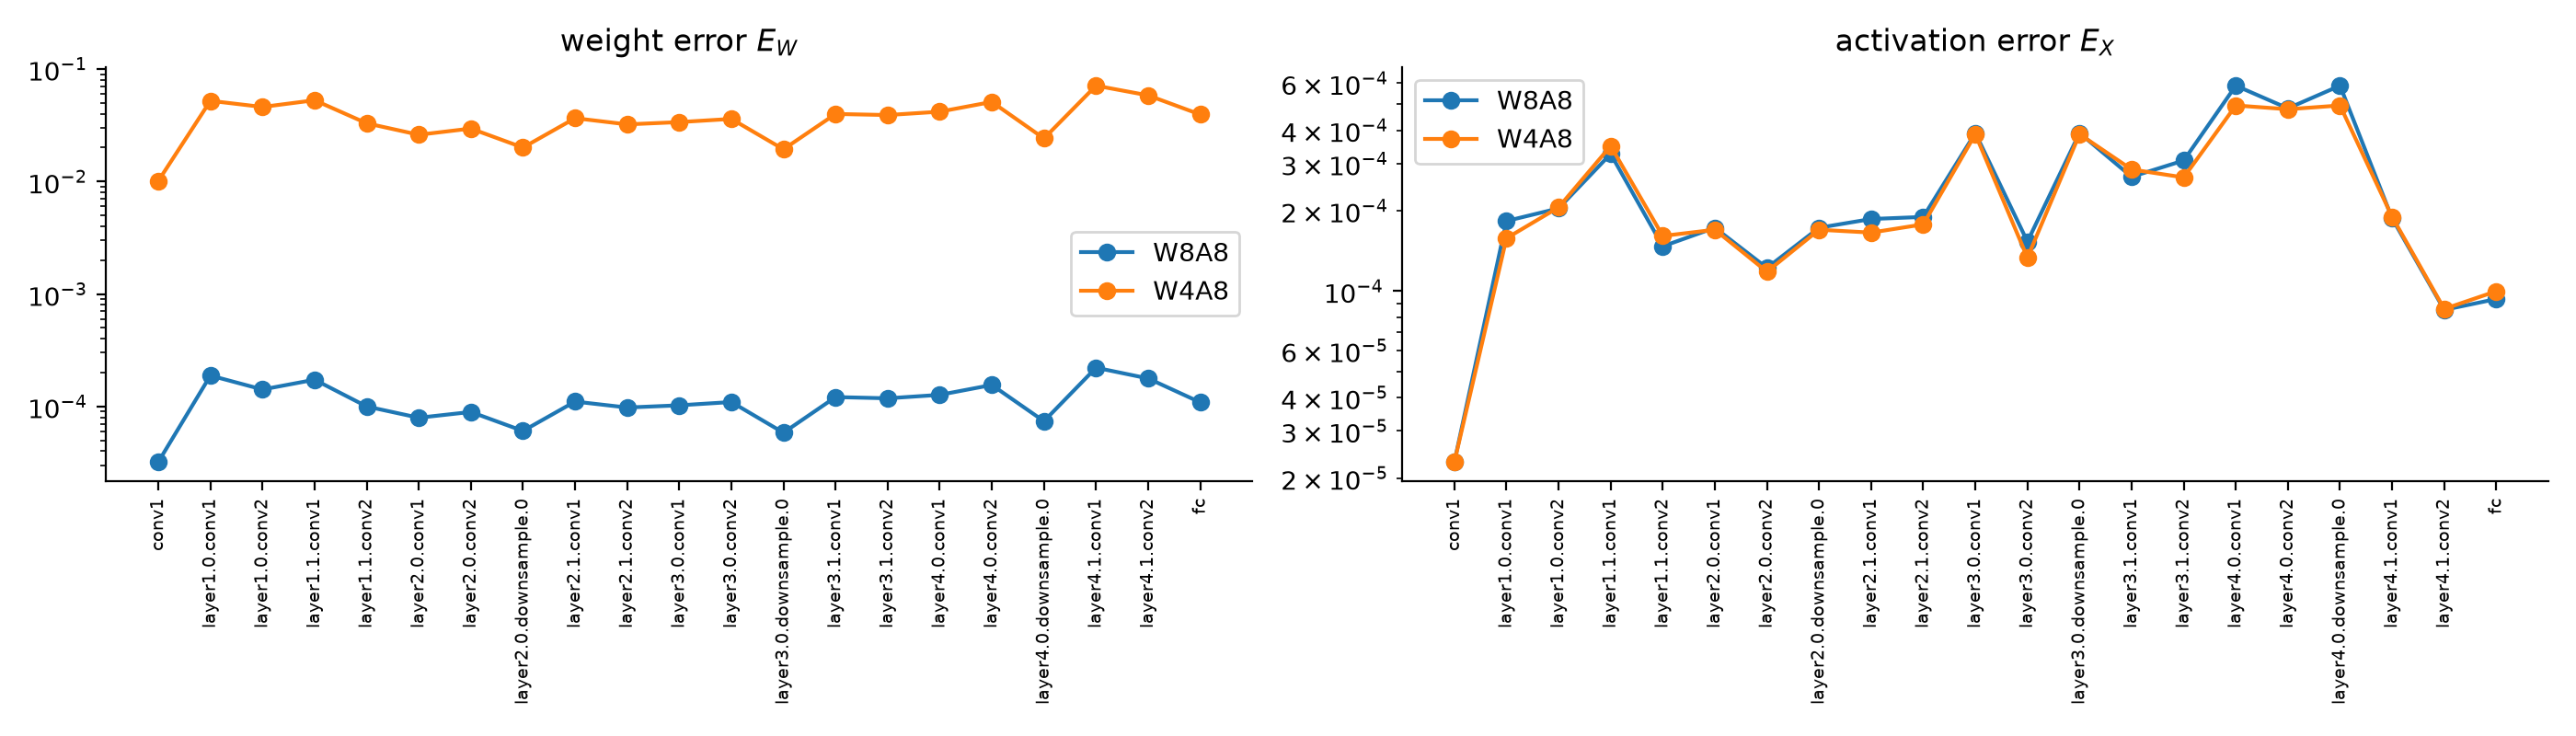 weight error E_W
10⁻¹
10⁻²
10⁻³
10⁻⁴
W8A8
W4A8
conv1
layer1.0.conv1
layer1.0.conv2
layer1.1.conv1
layer1.1.conv2
layer2.0.conv1
layer2.0.conv2
layer2.0.downsample.0
layer2.1.conv1
layer2.1.conv2
layer3.0.conv1
layer3.0.conv2
layer3.0.downsample.0
layer3.1.conv1
layer3.1.conv2
layer4.0.conv1
layer4.0.conv2
layer4.0.downsample.0
layer4.1.conv1
layer4.1.conv2
fc
activation error E_X
6 × 10⁻⁴
4 × 10⁻⁴
3 × 10⁻⁴
2 × 10⁻⁴
10⁻⁴
6 × 10⁻⁵
4 × 10⁻⁵
3 × 10⁻⁵
2 × 10⁻⁵
W8A8
W4A8
conv1
layer1.0.conv1
layer1.0.conv2
layer1.1.conv1
layer1.1.conv2
layer2.0.conv1
layer2.0.conv2
layer2.0.downsample.0
layer2.1.conv1
layer2.1.conv2
layer3.0.conv1
layer3.0.conv2
layer3.0.downsample.0
layer3.1.conv1
layer3.1.conv2
layer4.0.conv1
layer4.0.conv2
layer4.0.downsample.0
layer4.1.conv1
layer4.1.conv2
fc